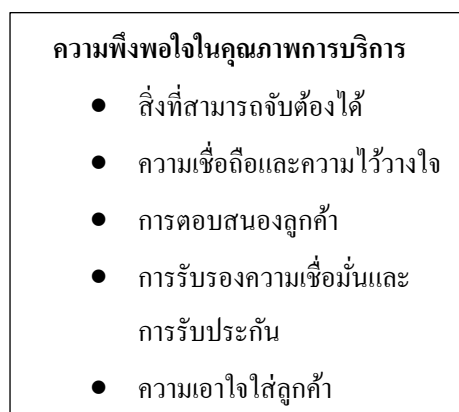 ความพึงพอใจในคุณภาพการบริการ
● สิ่งที่สามารถจับต้องได้
● ความเชื่อถือและความไว้วางใจ
● การตอบสนองลูกค้า
● การรับรองความเชื่อมั่นและ
การรับประกัน
● ความเอาใจใส่ลูกค้า